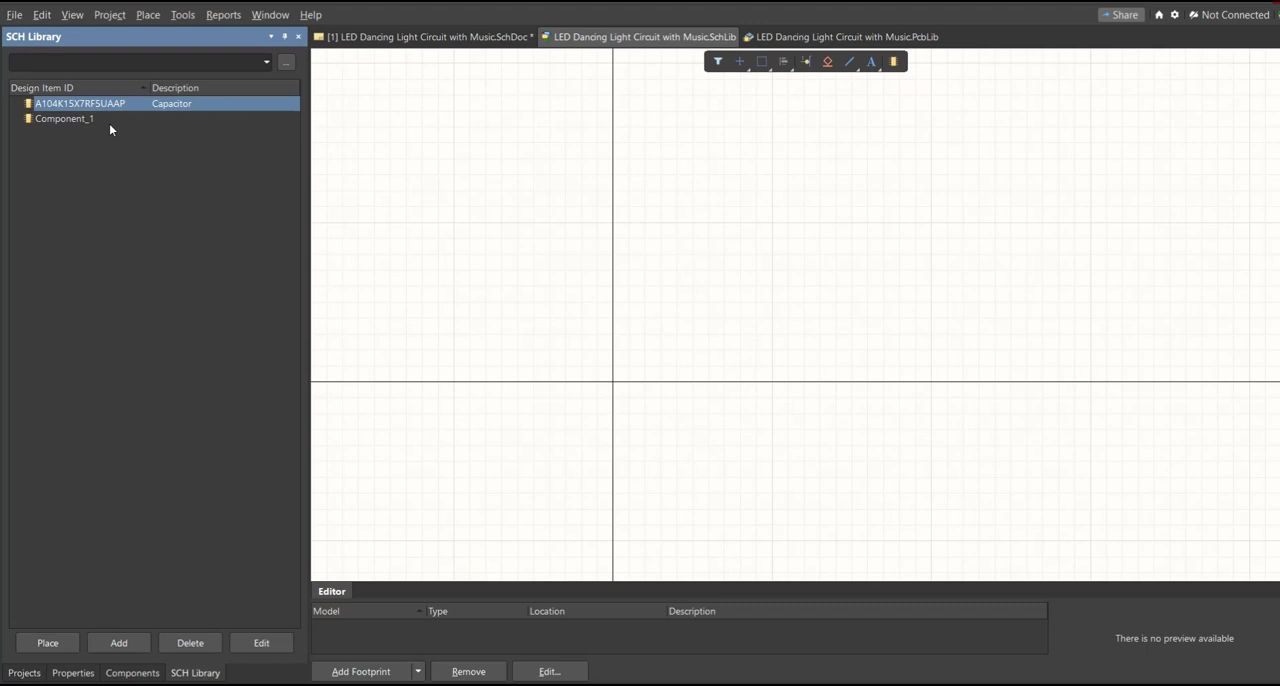 File Edit View Project Place Tools Reports Window Help Share Not Connected
SCH Library
[1] LED Dancing Light Circuit with Music.SchDoc * LED Dancing Light Circuit with Music.SchLib LED Dancing Light Circuit with Music.PcbLib
...
Design Item ID Description
A104K15X7RF5UAAP Capacitor
Component_1
Editor
Model Type Location Description
There is no preview available
Place Add Delete Edit
Add Footprint Remove Edit...
Projects Properties Components SCH Library